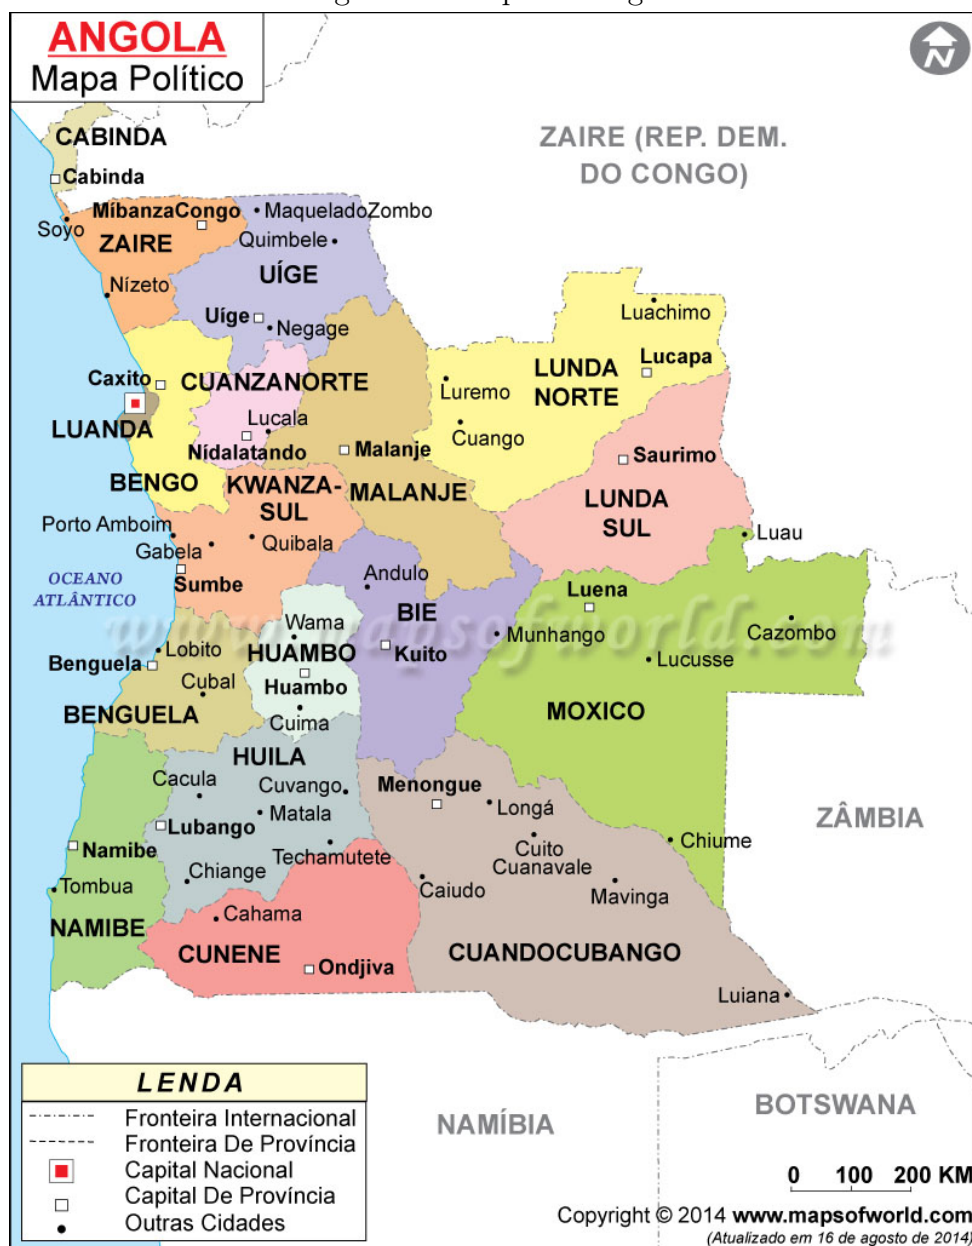 ANGOLA
Mapa Político
N
CABINDA
Cabinda
ZAIRE (REP. DEM.
DO CONGO)
MíbanzaCongo
MaqueladoZombo
Soyo
Quimbele
ZAIRE
UÍGE
Nízeto
Uíge
Negage
Luachimo
Caxito
CUANZANORTE
LUNDA
NORTE
Lucapa
Luremo
LUANDA
Lucala
Cuango
Nídalatando
Malanje
Saurimo
BENGO
KWANZA-
SUL
MALANJE
LUNDA
SUL
Porto Amboim
Gabela
Quibala
Luau
OCEANO
ATLÂNTICO
Sumbe
Andulo
Luena
BIE
www.mapsofworld.com
Wama
Munhango
Cazombo
Lobito
HUAMBO
Kuito
Lucusse
Benguela
Huambo
Cubal
BENGUELA
Cuima
MOXICO
HUILA
Cacula
Cuvango
Menongue
Longá
Matala
ZÂMBIA
Lubango
Namibe
Techamutete
Cuito
Cuanavale
Chiume
Chiange
Caiudo
Mavinga
Tombua
NAMIBE
Cahama
CUNENE
CUANDOCUBANGO
Ondjiva
Luiana
LENDA
Fronteira Internacional
Fronteira De Província
Capital Nacional
Capital De Província
Outras Cidades
NAMÍBIA
BOTSWANA
0 100 200 KM
Copyright © 2014 www.mapsofworld.com
(Atualizado em 16 de agosto de 2014)